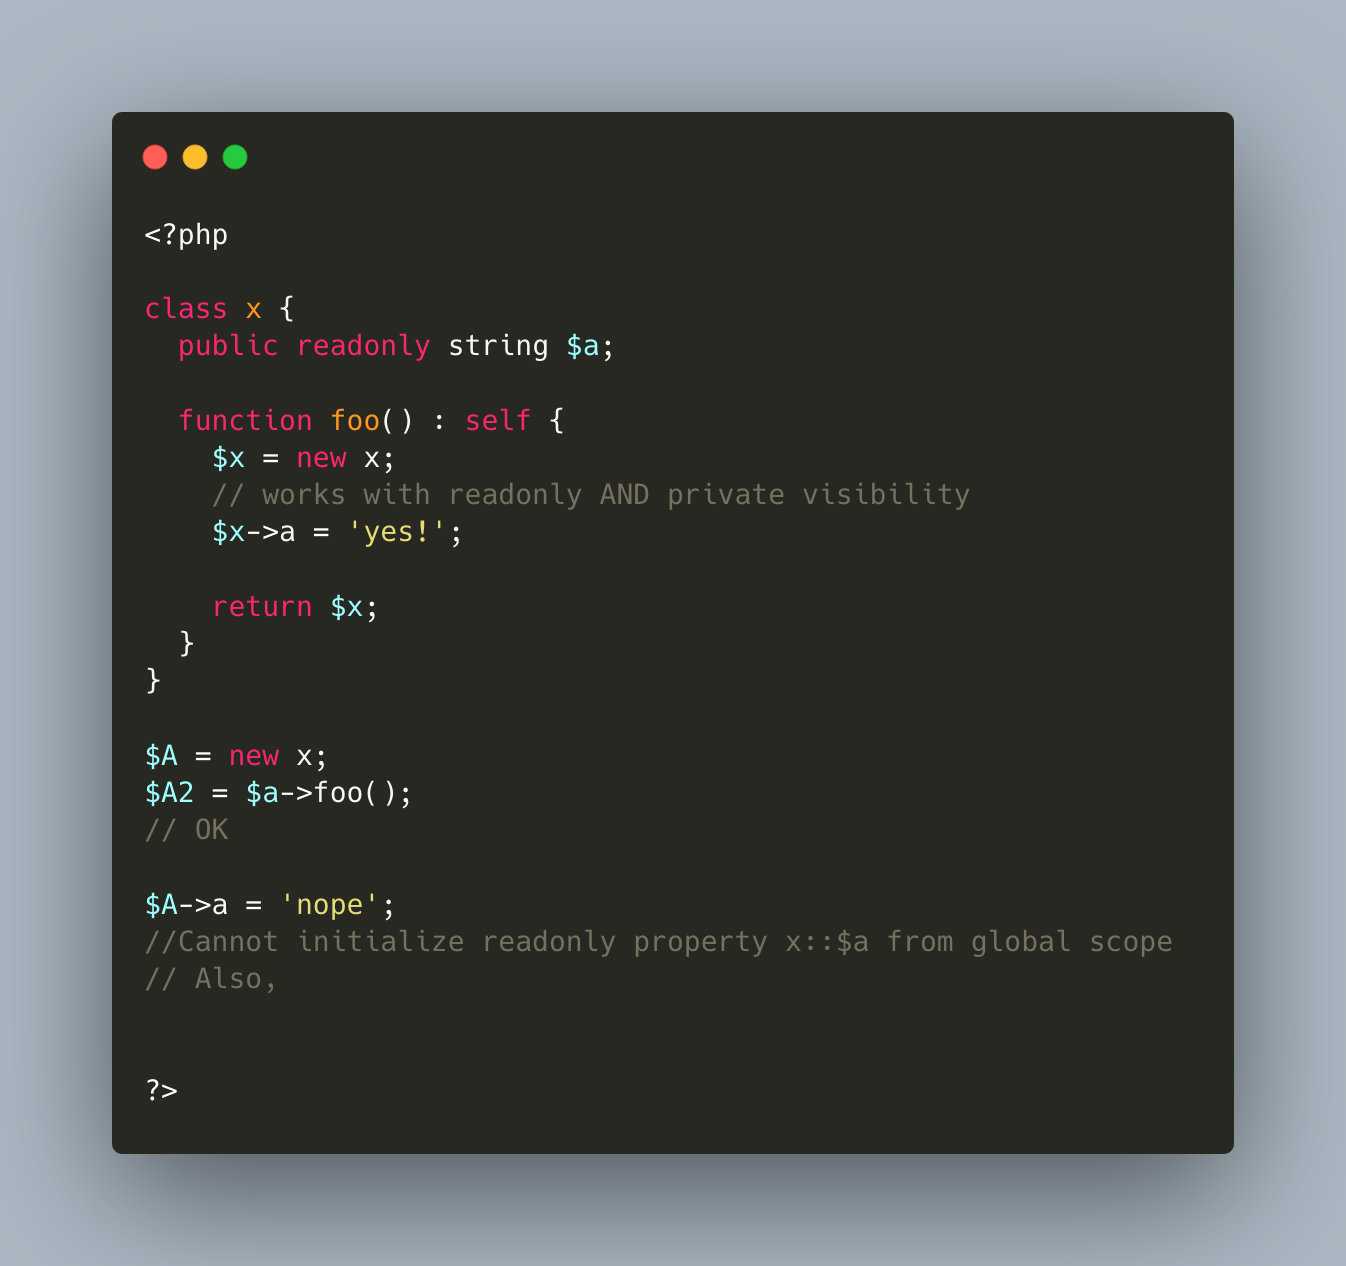 <?php
class x {
  public readonly string $a;
  function foo() : self {
    $x = new x;
    // works with readonly AND private visibility
    $x->a = 'yes!';
    return $x;
  }
}
$A = new x;
$A2 = $a->foo();
// OK
$A->a = 'nope';
//Cannot initialize readonly property x::$a from global scope
// Also,
?>